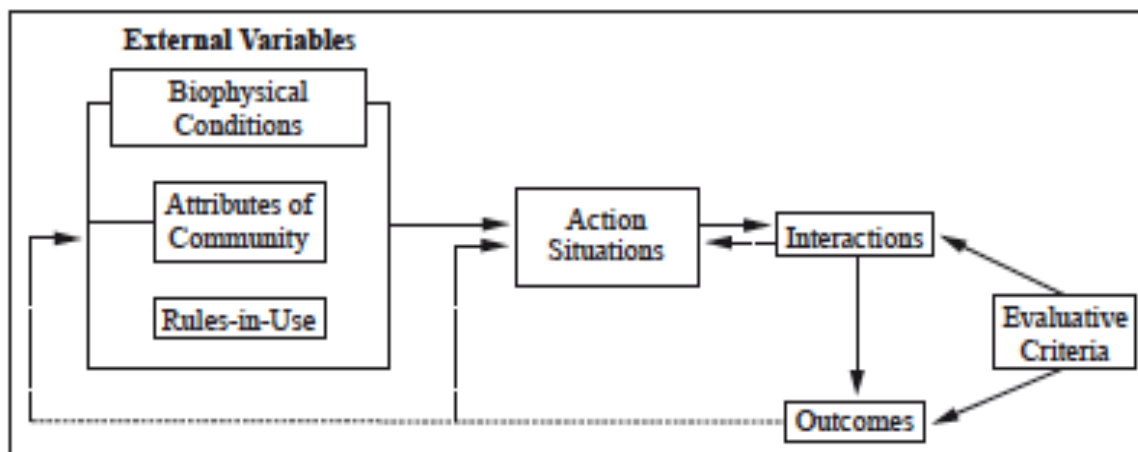 External Variables
Biophysical
Conditions
Attributes of
Community
Rules-in-Use
Action
Situations
Interactions
Evaluative
Criteria
Outcomes